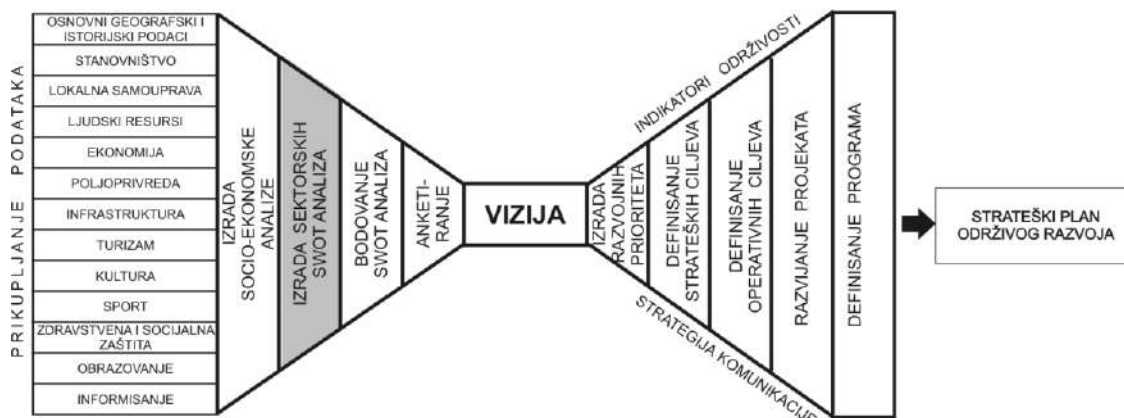 PRIKUPLJANJE PODATAKA
OSNOVNI GEOGRAFSKI I
ISTORIJSKI PODACI
STANOVNIŠTVO
LOKALNA SAMOUPRAVA
LJUDSKI RESURSI
EKONOMIJA
POLJOPRIVREDA
INFRASTRUKTURA
TURIZAM
KULTURA
SPORT
ZDRAVSTVENA I SOCIJALNA
ZAŠTITA
OBRAZOVANJE
INFORMISANJE
IZRADA
SOCIO-EKONOMSKE
ANALIZE
IZRADA SEKTORSKIH
SWOT ANALIZA
BODOVANJE
SWOT ANALIZA
ANKETI-
RANJE
VIZIJA
INDIKATORI ODRŽIVOSTI
IZRADA
RAZVOJNIH
PRIORITETA
DEFINISANJE
STRATEŠKIH CILJEVA
DEFINISANJE
OPERATIVNIH CILJEVA
RAZVIJANJE PROJEKATA
DEFINISANJE PROGRAMA
STRATEGIJA KOMUNIKACIJE
STRATEŠKI PLAN
ODRŽIVOG RAZVOJA